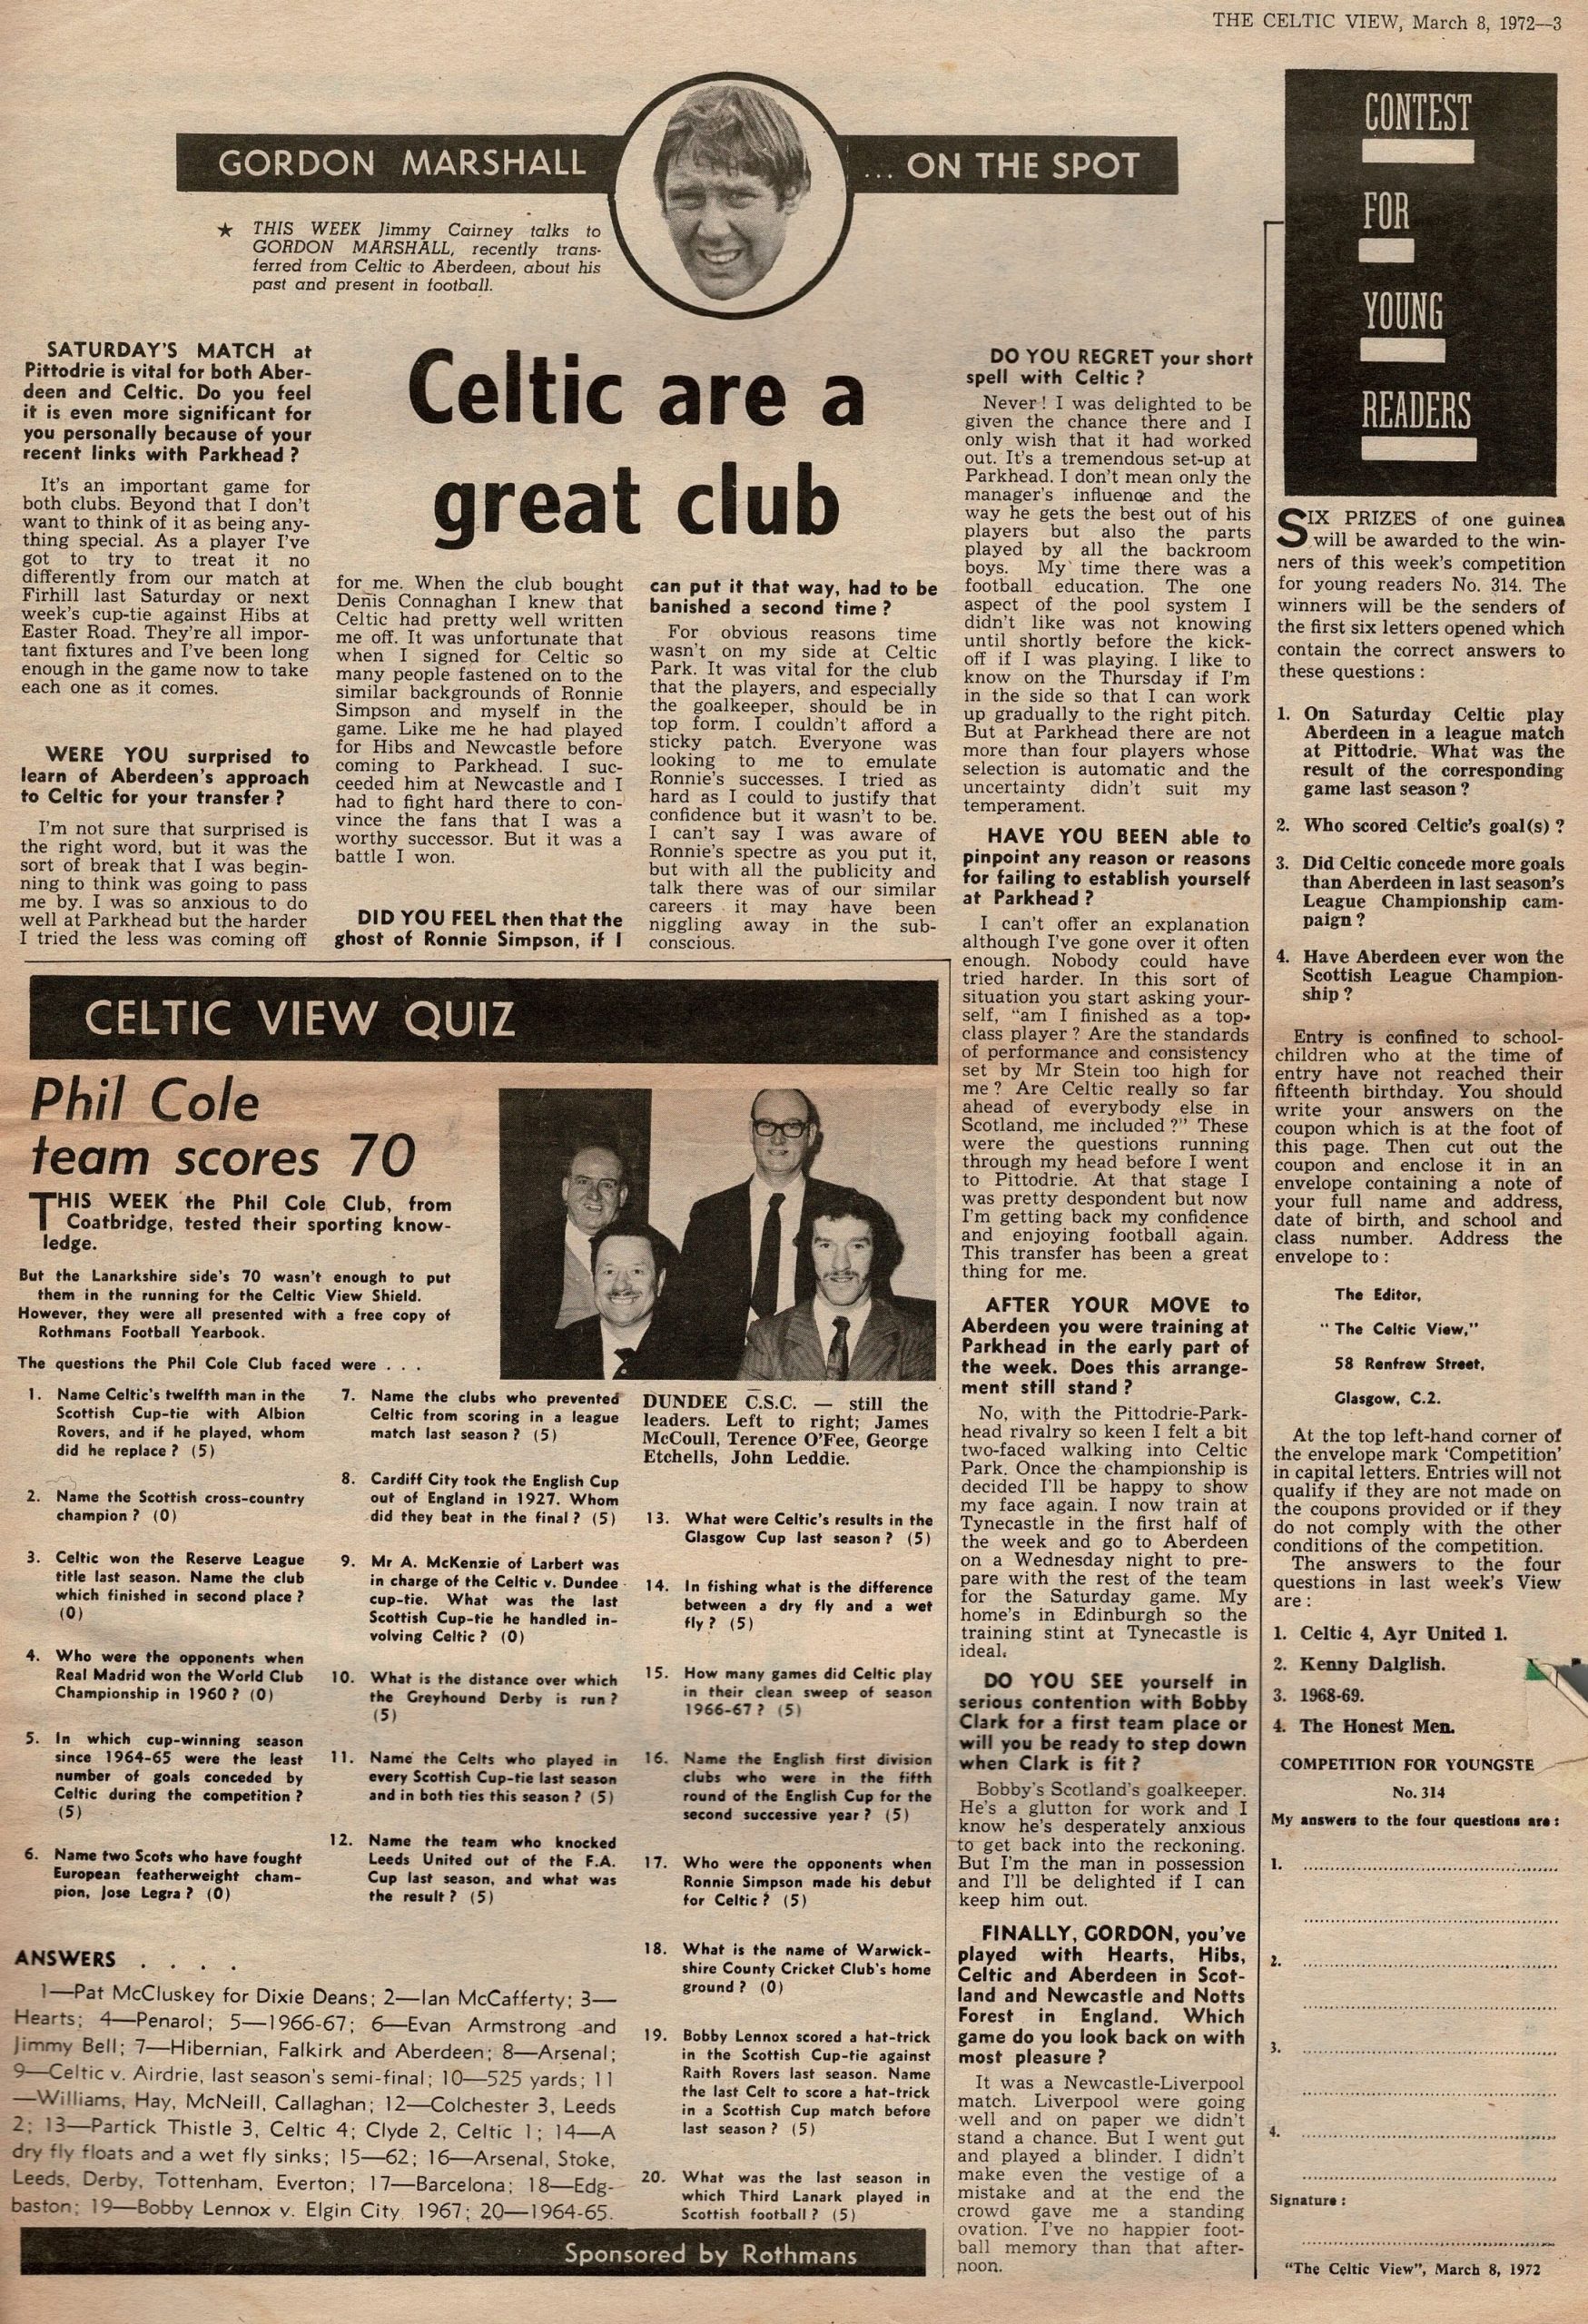 THE CELTIC VIEW, March 8, 1972—3
GORDON MARSHALL
... ON THE SPOT
★ THIS WEEK Jimmy Cairney talks to
GORDON MARSHALL, recently trans-
ferred from Celtic to Aberdeen, about his
past and present in football.
Celtic are a
great club
SATURDAY'S MATCH at
Pittodrie is vital for both Aber-
deen and Celtic. Do you feel
it is even more significant for
you personally because of your
recent links with Parkhead ?
It's an important game for
both clubs. Beyond that I don't
want to think of it as being any-
thing special. As a player I've
got to try to treat it no
differently from our match at
Firhill last Saturday or next
week's cup-tie against Hibs at
Easter Road. They're all impor-
tant fixtures and I've been long
enough in the game now to take
each one as it comes.
WERE YOU surprised to
learn of Aberdeen's approach
to Celtic for your transfer ?
I'm not sure that surprised is
the right word, but it was the
sort of break that I was begin-
ning to think was going to pass
me by. I was so anxious to do
well at Parkhead but the harder
I tried the less was coming off
for me. When the club bought
Denis Connaghan I knew that
Celtic had pretty well written
me off. It was unfortunate that
when I signed for Celtic so
many people fastened on to the
similar backgrounds of Ronnie
Simpson and myself in the
game. Like me he had played
for Hibs and Newcastle before
coming to Parkhead. I suc-
ceeded him at Newcastle and I
had to fight hard there to con-
vince the fans that I was a
worthy successor. But it was a
battle I won.
DID YOU FEEL then that the
ghost of Ronnie Simpson, if I
can put it that way, had to be
banished a second time ?
For obvious reasons time
wasn't on my side at Celtic
Park. It was vital for the club
that the players, and especially
the goalkeeper, should be in
top form. I couldn't afford a
sticky patch. Everyone was
looking to me to emulate
Ronnie's successes. I tried as
hard as I could to justify that
confidence but it wasn't to be.
I can't say I was aware of
Ronnie's spectre as you put it,
but with all the publicity and
talk there was of our similar
careers it may have been
niggling away in the sub-
conscious.
DO YOU REGRET your short
spell with Celtic ?
Never! I was delighted to be
given the chance there and I
only wish that it had worked
out. It's a tremendous set-up at
Parkhead. I don't mean only the
manager's influence and the
way he gets the best out of his
players but also the parts
played by all the backroom
boys. My time there was a
football education. The one
aspect of the pool system I
didn't like was not knowing
until shortly before the kick-
off if I was playing. I like to
know on the Thursday if I'm
in the side so that I can work
up gradually to the right pitch.
But at Parkhead there are not
more than four players whose
selection is automatic and the
uncertainty didn't suit my
temperament.
HAVE YOU BEEN able to
pinpoint any reason or reasons
for failing to establish yourself
at Parkhead ?
I can't offer an explanation
although I've gone over it often
enough. Nobody could have
tried harder. In this sort of
situation you start asking your-
self, "am I finished as a top-
class player ? Are the standards
of performance and consistency
set by Mr Stein too high for
me ? Are Celtic really so far
ahead of everybody else in
Scotland, me included ?" These
were the questions running
through my head before I went
to Pittodrie. At that stage I
was pretty despondent but now
I'm getting back my confidence
and enjoying football again.
This transfer has been a great
thing for me.
AFTER YOUR MOVE to
Aberdeen you were training at
Parkhead in the early part of
the week. Does this arrange-
ment still stand ?
No, with the Pittodrie-Park-
head rivalry so keen I felt a bit
two-faced walking into Celtic
Park. Once the championship is
decided I'll be happy to show
my face again. I now train at
Tynecastle in the first half of
the week and go to Aberdeen
on a Wednesday night to pre-
pare with the rest of the team
for the Saturday game. My
home's in Edinburgh so the
training stint at Tynecastle is
ideal.
DO YOU SEE yourself in
serious contention with Bobby
Clark for a first team place or
will you be ready to step down
when Clark is fit ?
Bobby's Scotland's goalkeeper.
He's a glutton for work and I
know he's desperately anxious
to get back into the reckoning.
But I'm the man in possession
and I'll be delighted if I can
keep him out.
FINALLY, GORDON, you've
played with Hearts, Hibs,
Celtic and Aberdeen in Scot-
land and Newcastle and Notts
Forest in England. Which
game do you look back on with
most pleasure ?
It was a Newcastle-Liverpool
match. Liverpool were going
well and on paper we didn't
stand a chance. But I went out
and played a blinder. I didn't
make even the vestige of a
mistake and at the end the
crowd gave me a standing
ovation. I've no happier foot-
ball memory than that after-
noon.
CELTIC VIEW QUIZ
Phil Cole
team scores 70
THIS WEEK the Phil Cole Club, from
Coatbridge, tested their sporting know-
ledge.
But the Lanarkshire side's 70 wasn't enough to put
them in the running for the Celtic View Shield.
However, they were all presented with a free copy of
Rothmans Football Yearbook.
The questions the Phil Cole Club faced were . . .
1. Name Celtic's twelfth man in the
Scottish Cup-tie with Albion
Rovers, and if he played, whom
did he replace ? (5)
2. Name the Scottish cross-country
champion ? (0)
3. Celtic won the Reserve League
title last season. Name the club
which finished in second place ?
(0)
4. Who were the opponents when
Real Madrid won the World Club
Championship in 1960 ? (0)
5. In which cup-winning season
since 1964-65 were the least
number of goals conceded by
Celtic during the competition ?
(5)
6. Name two Scots who have fought
European featherweight cham-
pion, Jose Legra ? (0)
7. Name the clubs who prevented
Celtic from scoring in a league
match last season ? (5)
8. Cardiff City took the English Cup
out of England in 1927. Whom
did they beat in the final ? (5)
9. Mr A. McKenzie of Larbert was
in charge of the Celtic v. Dundee
cup-tie. What was the last
Scottish Cup-tie he handled in-
volving Celtic ? (0)
10. What is the distance over which
the Greyhound Derby is run ?
(5)
11. Name the Celts who played in
every Scottish Cup-tie last season
and in both ties this season ? (5)
12. Name the team who knocked
Leeds United out of the F.A.
Cup last season, and what was
the result ? (5)
DUNDEE C.S.C. — still the
leaders. Left to right; James
McCoull, Terence O'Fee, George
Etchells, John Leddie.
13. What were Celtic's results in the
Glasgow Cup last season ? (5)
14. In fishing what is the difference
between a dry fly and a wet
fly ? (5)
15. How many games did Celtic play
in their clean sweep of season
1966-67 ? (5)
16. Name the English first division
clubs who were in the fifth
round of the English Cup for the
second successive year ? (5)
17. Who were the opponents when
Ronnie Simpson made his debut
for Celtic ? (5)
18. What is the name of Warwick-
shire County Cricket Club's home
ground ? (0)
19. Bobby Lennox scored a hat-trick
in the Scottish Cup-tie against
Raith Rovers last season. Name
the last Celt to score a hat-trick
in a Scottish Cup match before
last season ? (5)
20. What was the last season in
which Third Lanark played in
Scottish football ? (5)
ANSWERS . . . .
1—Pat McCluskey for Dixie Deans; 2—Ian McCafferty; 3—
Hearts; 4—Penarol; 5—1966-67; 6—Evan Armstrong and
Jimmy Bell; 7—Hibernian, Falkirk and Aberdeen; 8—Arsenal;
9—Celtic v. Airdrie, last season's semi-final; 10—525 yards; 11
—Williams, Hay, McNeill, Callaghan; 12—Colchester 3, Leeds
2; 13—Partick Thistle 3, Celtic 4; Clyde 2, Celtic 1; 14—A
dry fly floats and a wet fly sinks; 15—62; 16—Arsenal, Stoke,
Leeds, Derby, Tottenham, Everton; 17—Barcelona; 18—Edg-
baston; 19—Bobby Lennox v. Elgin City 1967; 20—1964-65.
Sponsored by Rothmans
CONTEST
FOR
YOUNG
READERS
SIX PRIZES of one guinea
will be awarded to the win-
ners of this week's competition
for young readers No. 314. The
winners will be the senders of
the first six letters opened which
contain the correct answers to
these questions :
1. On Saturday Celtic play
Aberdeen in a league match
at Pittodrie. What was the
result of the corresponding
game last season ?
2. Who scored Celtic's goal(s) ?
3. Did Celtic concede more goals
than Aberdeen in last season's
League Championship cam-
paign ?
4. Have Aberdeen ever won the
Scottish League Champion-
ship ?
Entry is confined to school-
children who at the time of
entry have not reached their
fifteenth birthday. You should
write your answers on the
coupon which is at the foot of
this page. Then cut out the
coupon and enclose it in an
envelope containing a note of
your full name and address,
date of birth, and school and
class number. Address the
envelope to :
The Editor,
"The Celtic View,"
58 Renfrew Street,
Glasgow, C.2.
At the top left-hand corner of
the envelope mark 'Competition'
in capital letters. Entries will not
qualify if they are not made on
the coupons provided or if they
do not comply with the other
conditions of the competition.
The answers to the four
questions in last week's View
are :
1. Celtic 4, Ayr United 1.
2. Kenny Dalglish.
3. 1968-69.
4. The Honest Men.
COMPETITION FOR YOUNGSTE
No. 314
My answers to the four questions are :
1.
2.
3.
4.
Signature :
"The Celtic View", March 8, 1972